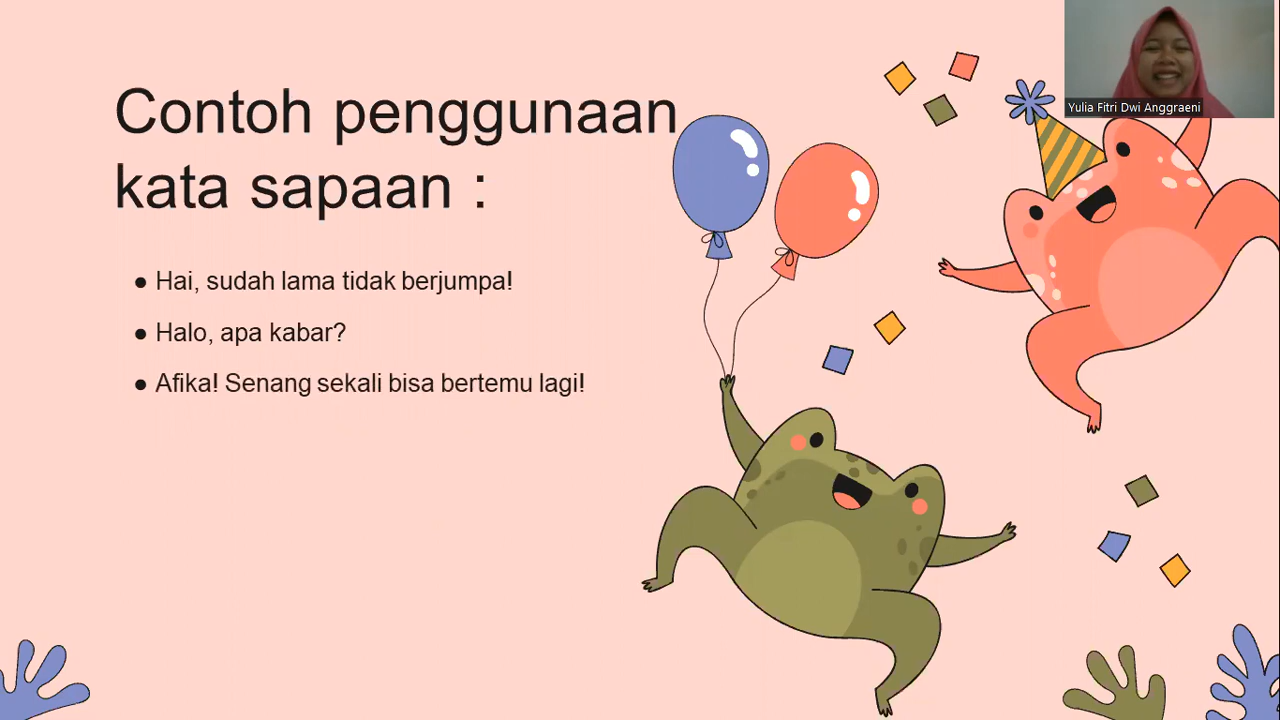 Contoh penggunaan
kata sapaan :
● Hai, sudah lama tidak berjumpa!
● Halo, apa kabar?
● Afika! Senang sekali bisa bertemu lagi!
Yulia Fitri Dwi Anggraeni